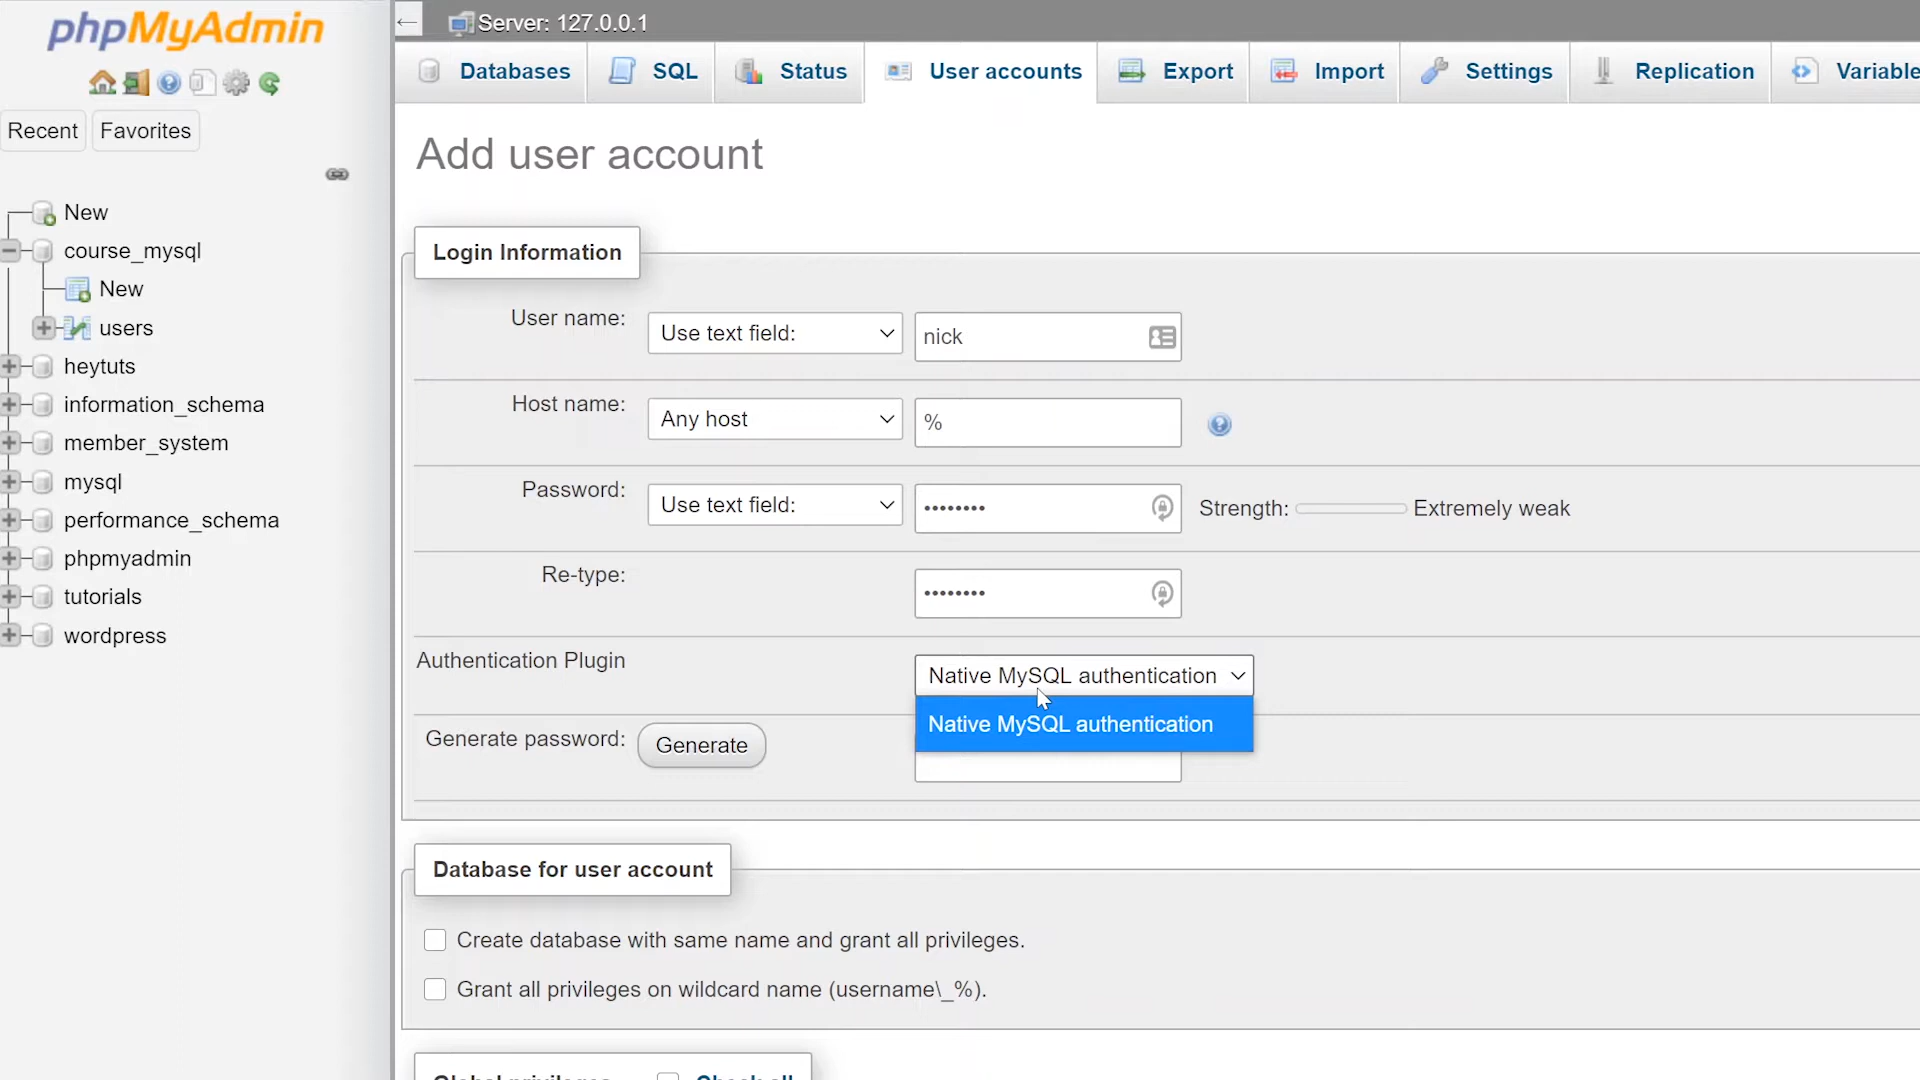 phpMyAdmin
Recent
Favorites
New
course_mysql
New
users
heytuts
information_schema
member_system
mysql
performance_schema
phpmyadmin
tutorials
wordpress
Server: 127.0.0.1
Databases
SQL
Status
User accounts
Export
Import
Settings
Replication
Variable
Add user account
Login Information
User name:
Use text field:
nick
Host name:
Any host
%
Password:
Use text field:
••••••••
Strength:
Extremely weak
Re-type:
••••••••
Authentication Plugin
Native MySQL authentication
Native MySQL authentication
Generate password:
Generate
Database for user account
Create database with same name and grant all privileges.
Grant all privileges on wildcard name (username\_%).
Global privileges
Check all